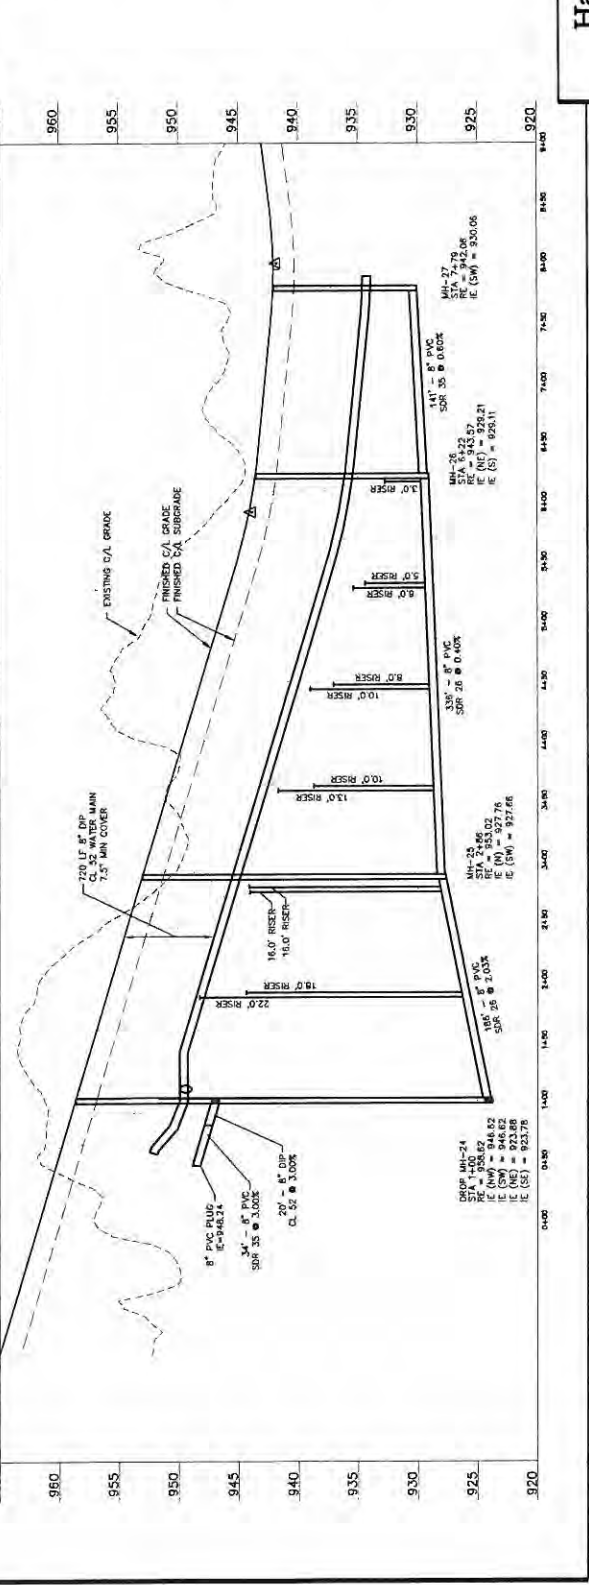 Ha
960
955
950
945
940
935
930
925
920
960
955
950
945
940
935
930
925
920
0+00
0+50
1+00
1+50
2+00
2+50
3+00
3+50
4+00
4+50
5+00
5+50
6+00
6+50
7+00
7+50
8+00
8+50
9+00
EXISTING C/L GRADE
FINISHED C/L GRADE
FINISHED C/L SUBGRADE
720 LF 8" DIP
CL 52 WATER MAIN
7.5' MIN COVER
8" PVC PLUG
IE=948.24
34' - 8" PVC
SDR 35 @ 3.00%
20' - 8" DIP
CL 52 @ 3.00%
22.0' RISER
18.0' RISER
16.0' RISER
16.0' RISER
13.0' RISER
10.0' RISER
10.0' RISER
8.0' RISER
6.0' RISER
5.0' RISER
3.0' RISER
186' - 8" PVC
SDR 26 @ 2.03%
336' - 8" PVC
SDR 26 @ 0.40%
141' - 8" PVC
SDR 35 @ 0.60%
DROP MH-24
STA 1+00
RE = 958.62
IE (NW) = 946.62
IE (SW) = 946.62
IE (NE) = 923.88
IE (SE) = 923.78
MH-25
STA 2+86
RE = 953.02
IE (N) = 927.76
IE (SW) = 927.66
MH-26
STA 6+22
RE = 943.57
IE (NE) = 929.21
IE (S) = 929.11
MH-27
STA 7+79
RE = 942.08
IE (SW) = 930.06